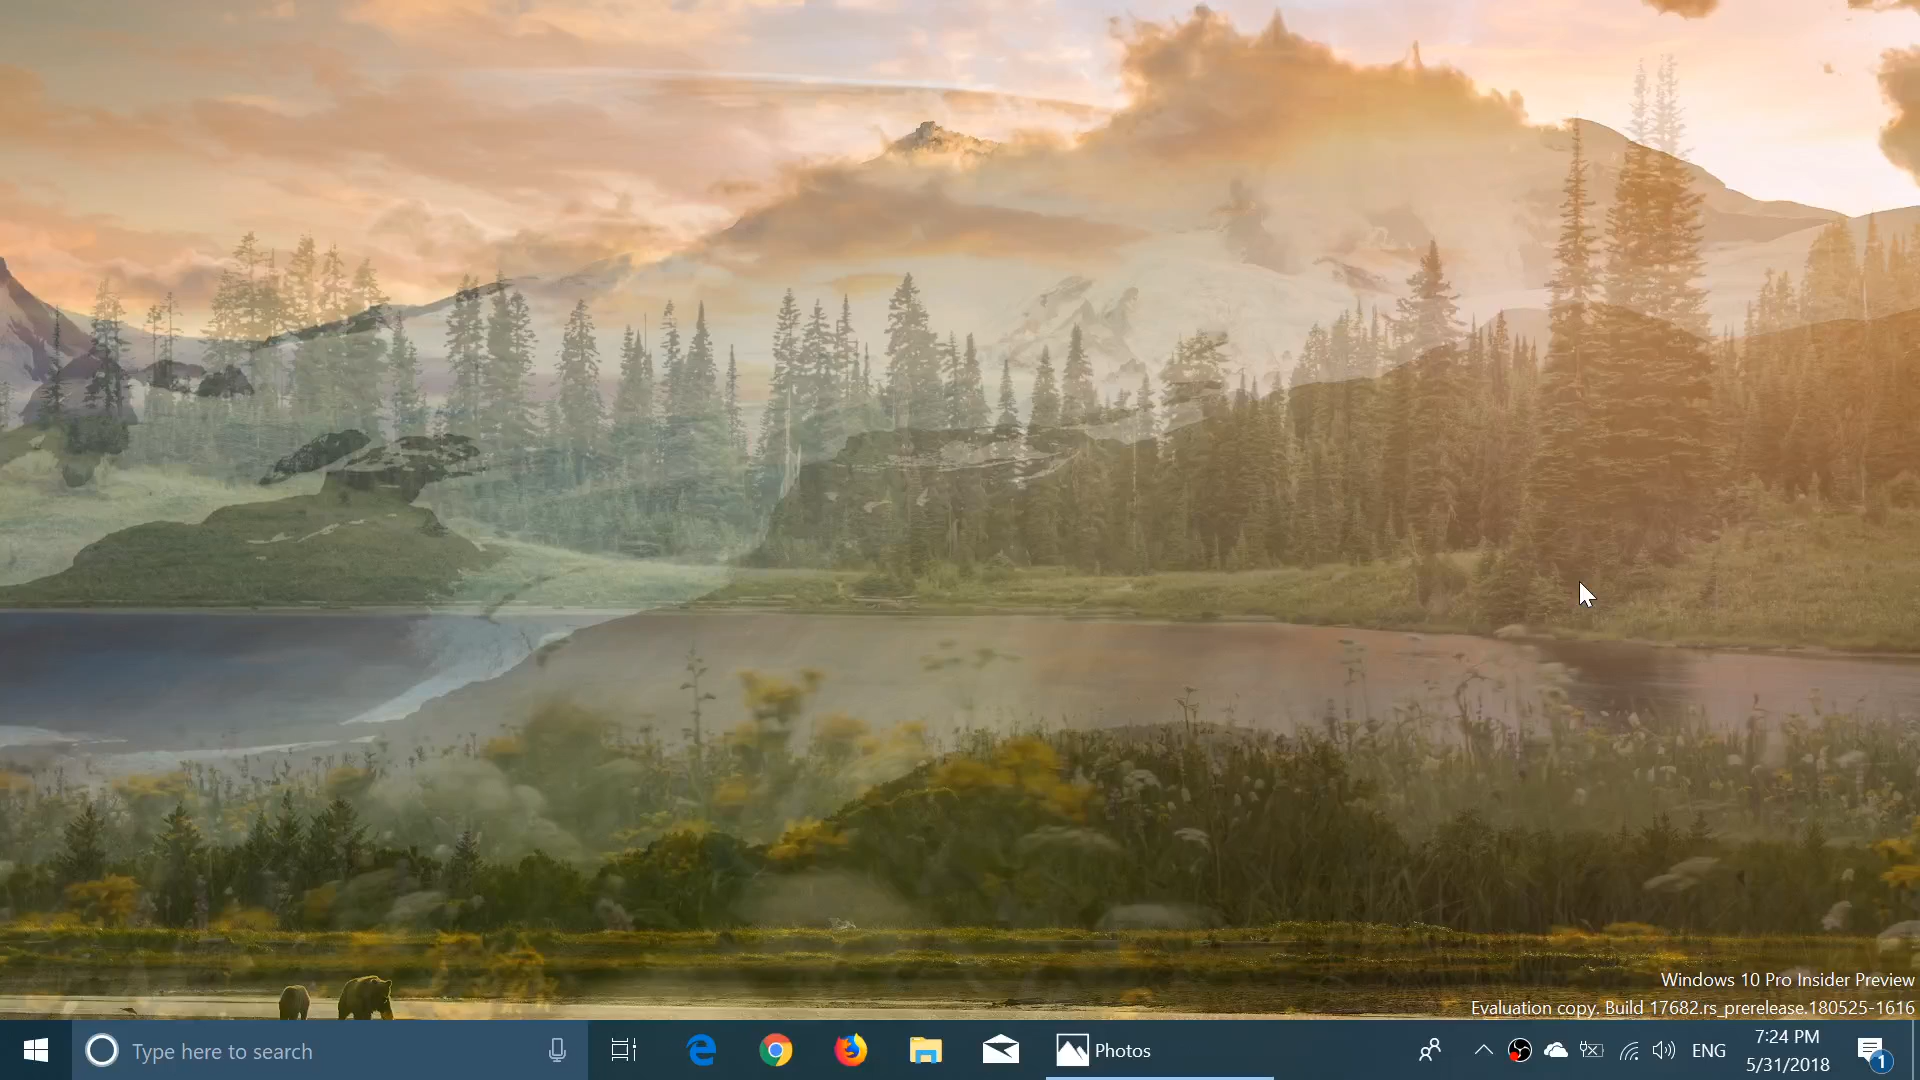 Windows 10 Pro Insider Preview
Evaluation copy. Build 17682.rs_prerelease.180525-1616
Type here to search
Photos
ENG
7:24 PM
5/31/2018
1